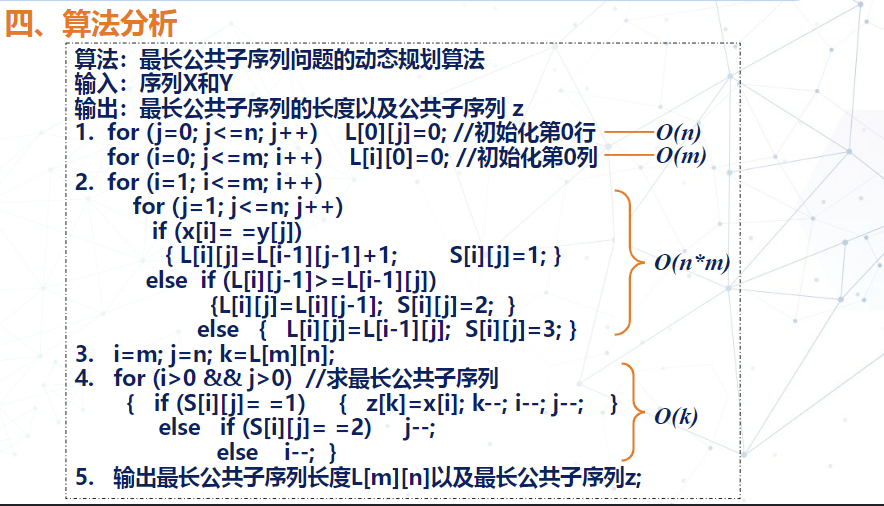 四、算法分析
算法：最长公共子序列问题的动态规划算法
输入：序列X和Y
输出：最长公共子序列的长度以及公共子序列 z
1. for (j=0; j<=n; j++) L[0][j]=0; //初始化第0行 O(n)
for (i=0; i<=m; i++) L[i][0]=0; //初始化第0列 O(m)
2. for (i=1; i<=m; i++)
for (j=1; j<=n; j++)
if (x[i]= =y[j])
{ L[i][j]=L[i-1][j-1]+1; S[i][j]=1; }
O(n*m)
else if (L[i][j-1]>=L[i-1][j])
{L[i][j]=L[i][j-1]; S[i][j]=2; }
else { L[i][j]=L[i-1][j]; S[i][j]=3; }
3. i=m; j=n; k=L[m][n];
4. for (i>0 && j>0) //求最长公共子序列
{ if (S[i][j]= =1) { z[k]=x[i]; k--; i--; j--; }
O(k)
else if (S[i][j]= =2) j--;
else i--; }
5. 输出最长公共子序列长度L[m][n]以及最长公共子序列z;